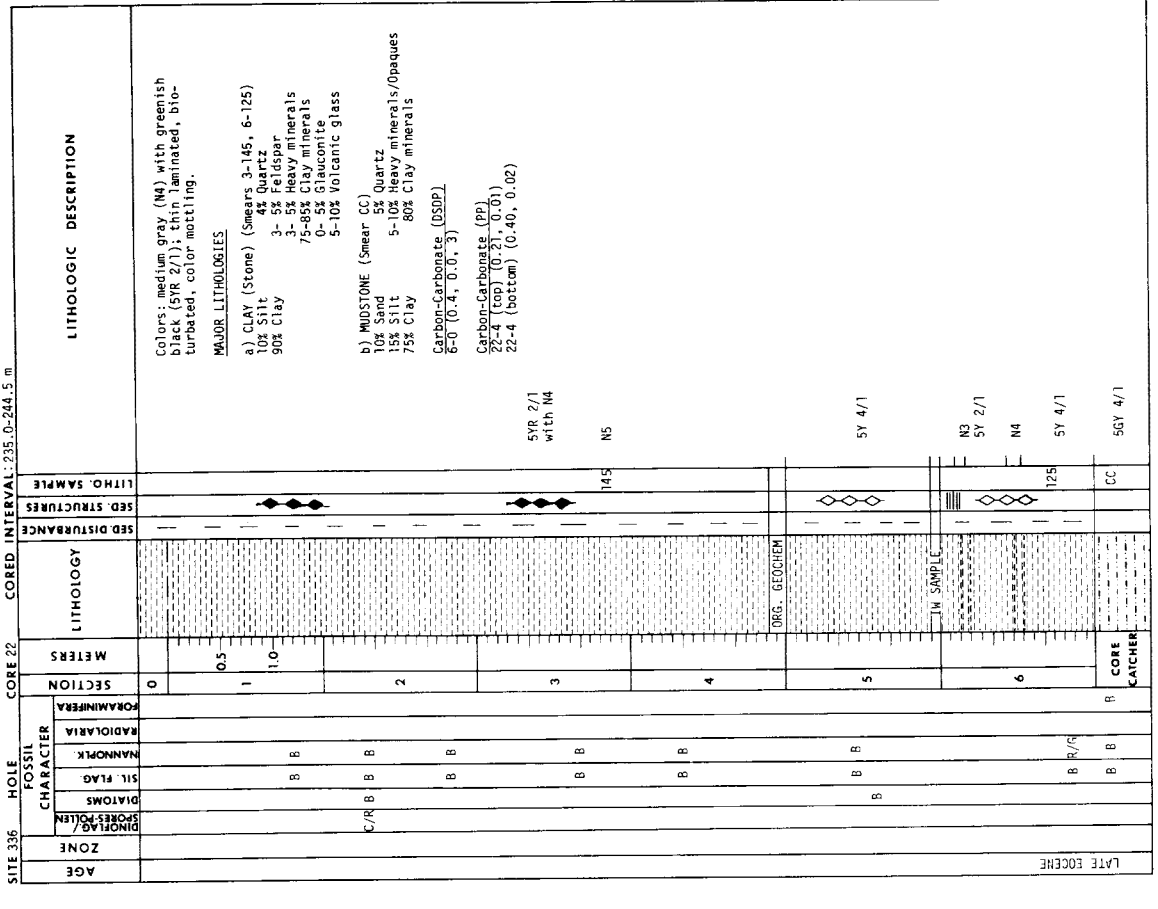 SITE 336 HOLE CORE 22 CORED INTERVAL: 235.0-244.5 m
AGE
ZONE
FOSSIL
CHARACTER
DINOFLAG./
SPORES-POLLEN
DIATOMS
SIL. FLAG.
NANNOPLK.
RADIOLARIA
FORAMINIFERA
SECTION
METERS
LITHOLOGY
SED. DISTURBANCE
SED. STRUCTURES
LITHO. SAMPLE
LITHOLOGIC DESCRIPTION
0
0.5
1
B B
1.0
C/R B B B
2
B B
3
B B
5YR 2/1
with N4
145
N5
B B
4
ORG. GEOCHEM
B B
B
5
5Y 4/1
IW SAMPLE
N3
5Y 2/1
6
N4
B R/G
125
5Y 4/1
LATE EOCENE
B B B
CORE
CATCHER
CC
5GY 4/1
Colors: medium gray (N4) with greenish
black (5YR 2/1); thin laminated, bio-
turbated, color mottling.
MAJOR LITHOLOGIES
a) CLAY (Stone) (Smears 3-145, 6-125)
10% Silt 4% Quartz
90% Clay 3- 5% Feldspar
3- 5% Heavy minerals
75-85% Clay minerals
0- 5% Glauconite
5-10% Volcanic glass
b) MUDSTONE (Smear CC)
10% Sand 5% Quartz
15% Silt 5-10% Heavy minerals/Opaques
75% Clay 80% Clay minerals
Carbon-Carbonate (DSDP)
6-0 (0.4, 0.0, 3)
Carbon-Carbonate (PP)
22-4 (top) (0.21, 0.01)
22-4 (bottom) (0.40, 0.02)